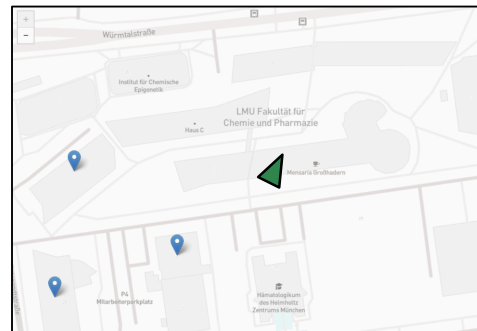 +
Würmtalstraße
−
Institut für Chemische
Epigenetik
LMU Fakultät für
Chemie und Pharmazie
Haus C
Mensaria Großhadern
P4
Mitarbeiterparkplatz
Hämatologikum
des Helmholtz
Zentrums München